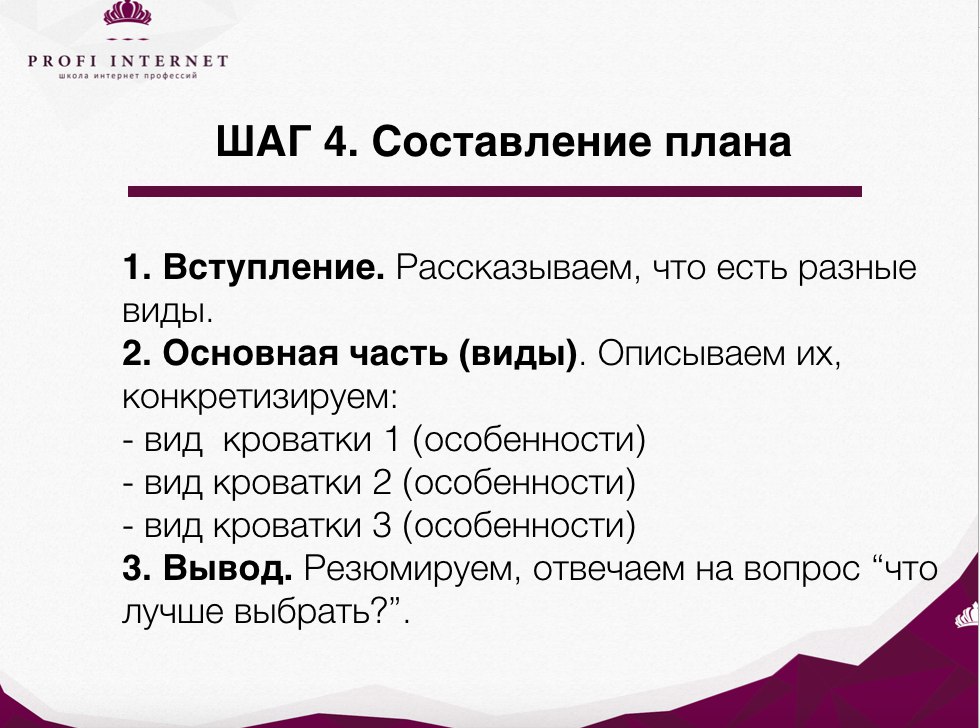 PROFI INTERNET
школа интернет профессий
ШАГ 4. Составление плана
1. Вступление. Рассказываем, что есть разные
виды.
2. Основная часть (виды). Описываем их,
конкретизируем:
- вид  кроватки 1 (особенности)
- вид кроватки 2 (особенности)
- вид кроватки 3 (особенности)
3. Вывод. Резюмируем, отвечаем на вопрос “что
лучше выбрать?”.